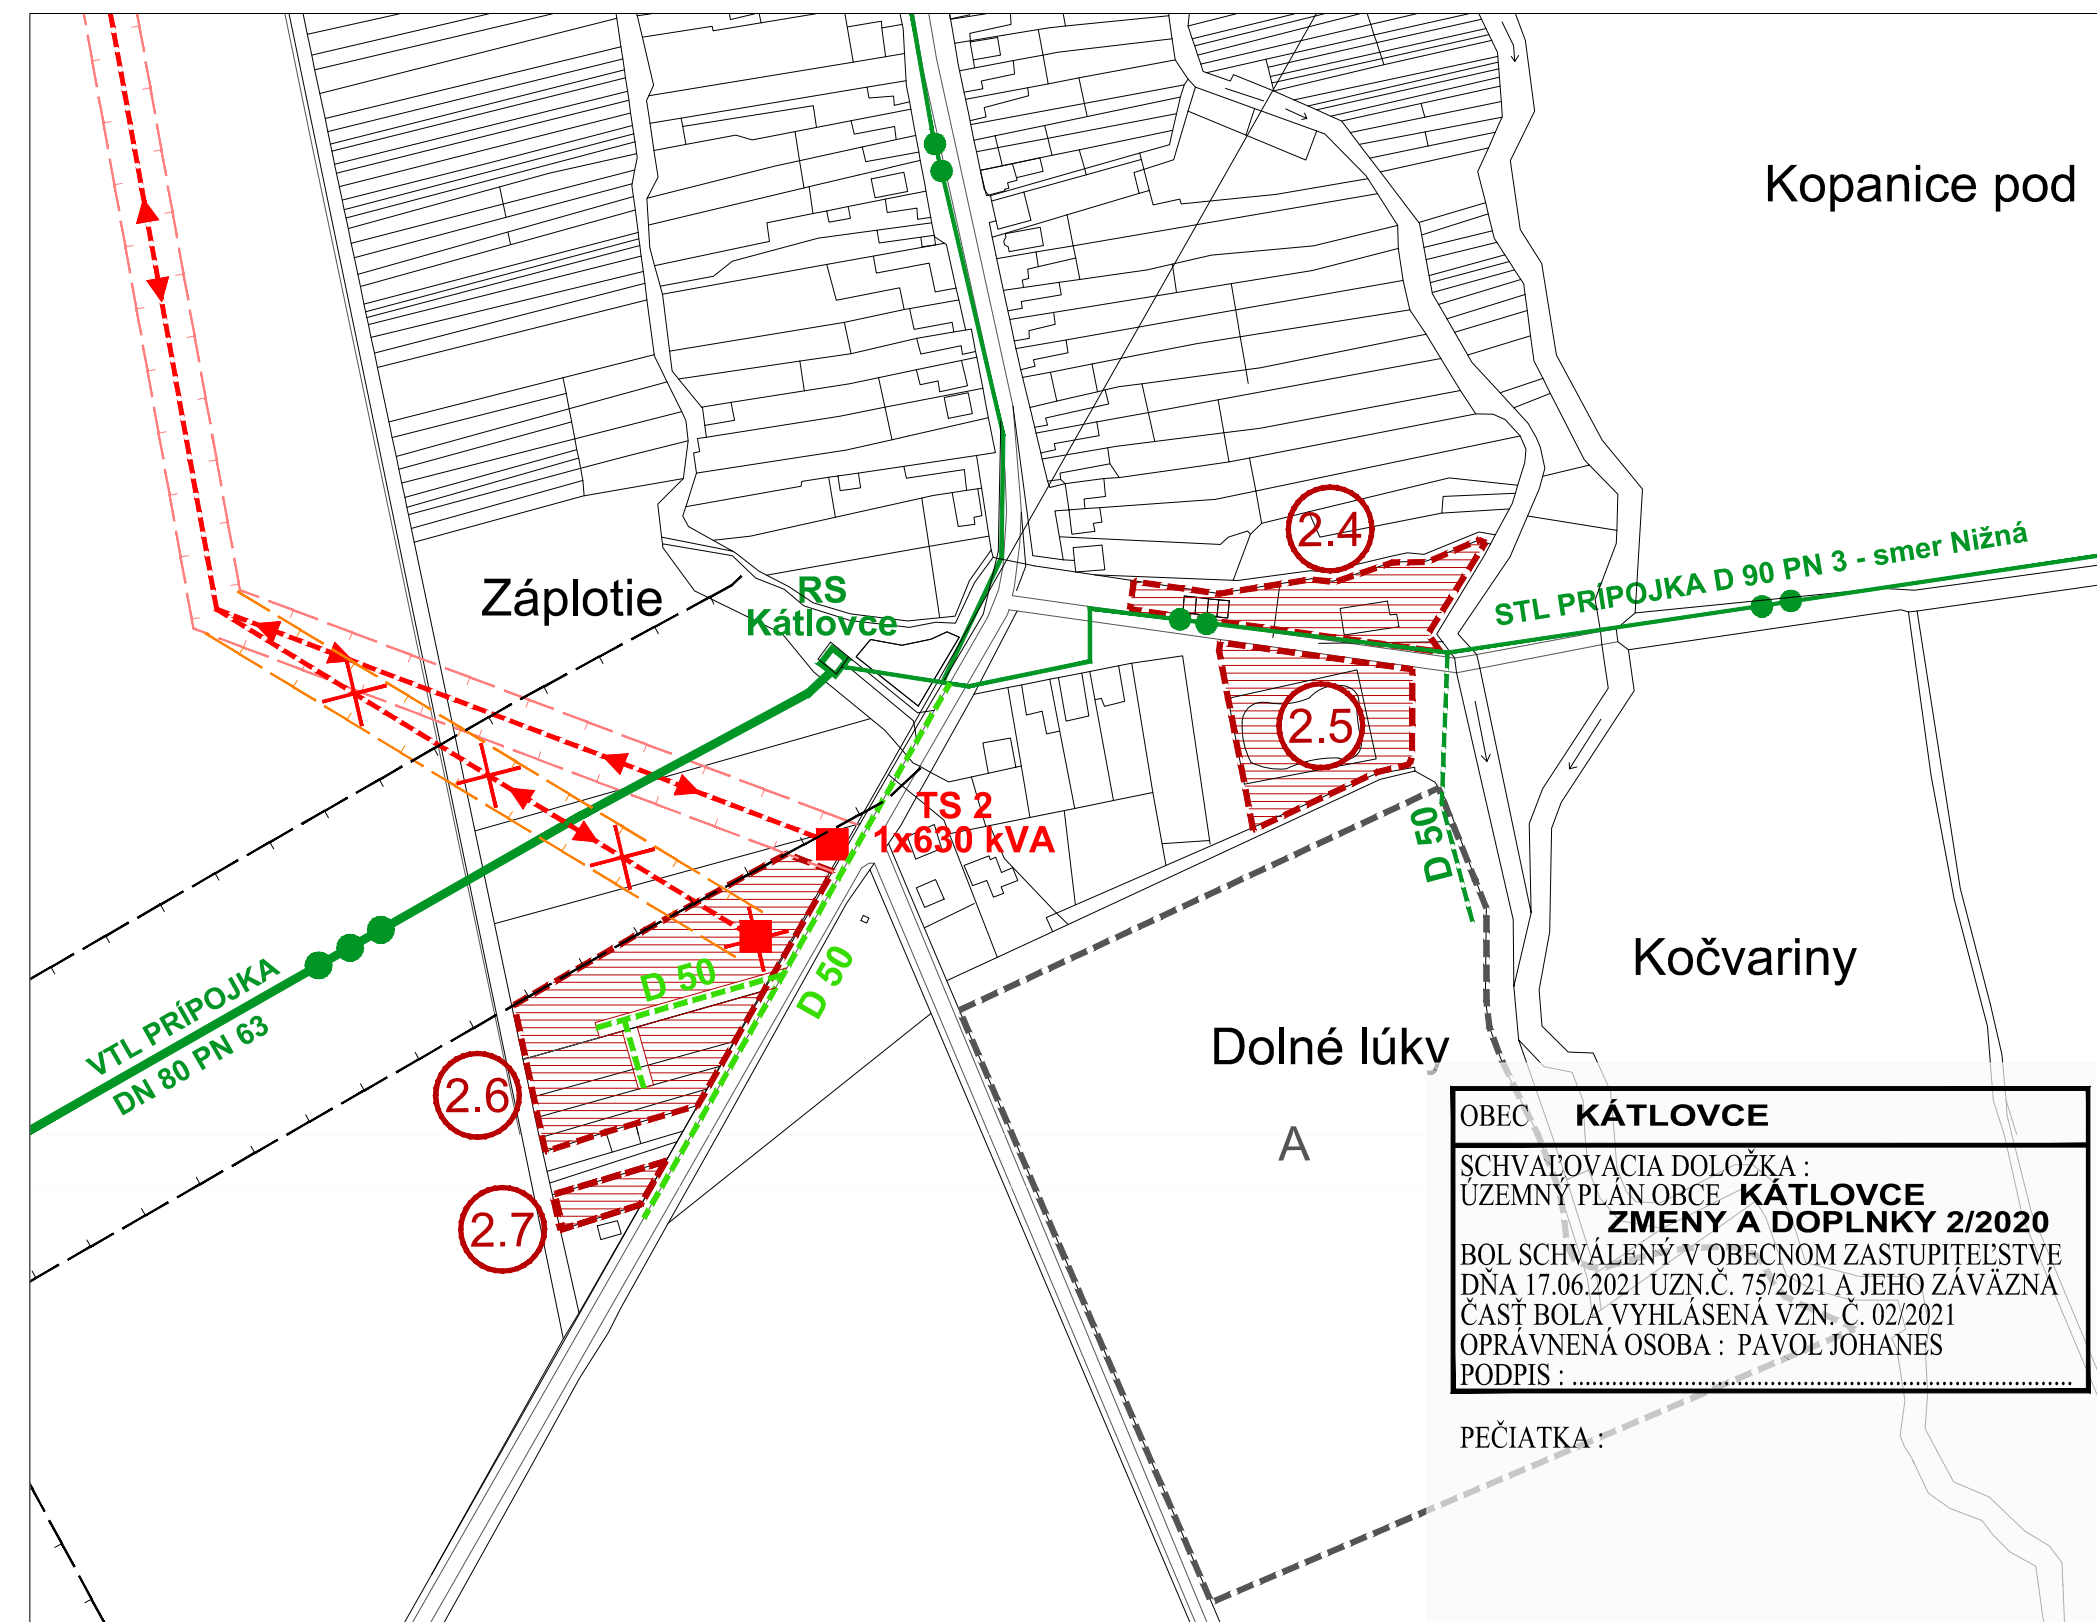 Kopanice pod
2.4
STL PRÍPOJKA D 90 PN 3 - smer Nižná
Záplotie
RS
Kátlovce
2.5
TS 2
1x630 kVA
D 50
D 50
D 50
VTL PRÍPOJKA
DN 80 PN 63
Kočvariny
Dolné lúky
A
2.6
2.7
OBEC KÁTLOVCE
SCHVAĽOVACIA DOLOŽKA :
ÚZEMNÝ PLÁN OBCE KÁTLOVCE
ZMENY A DOPLNKY 2/2020
BOL SCHVÁLENÝ V OBECNOM ZASTUPITEĽSTVE
DŇA 17.06.2021 UZN.Č. 75/2021 A JEHO ZÁVÄZNÁ
ČASŤ BOLA VYHLÁSENÁ VZN. Č. 02/2021
OPRÁVNENÁ OSOBA : PAVOL JOHANES
PODPIS : ............................................................................
PEČIATKA :